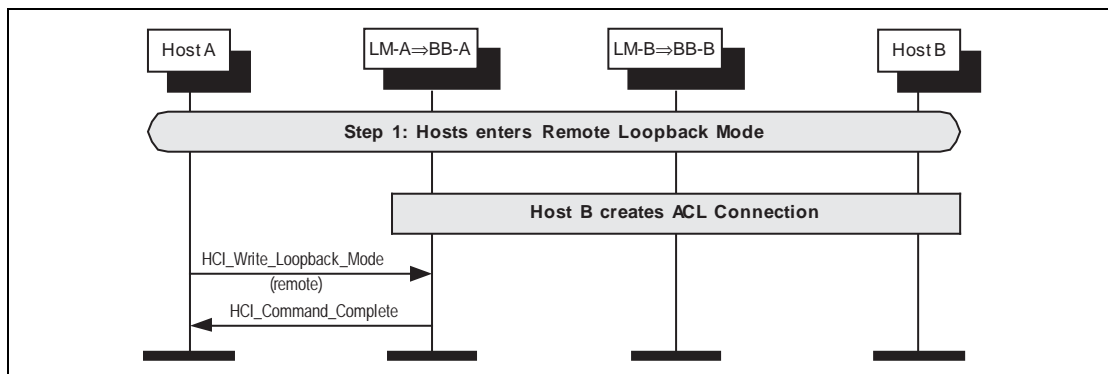 Host A
LM-A⇒BB-A
LM-B⇒BB-B
Host B
Step 1: Hosts enters Remote Loopback Mode
Host B creates ACL Connection
HCI_Write_Loopback_Mode
(remote)
HCI_Command_Complete